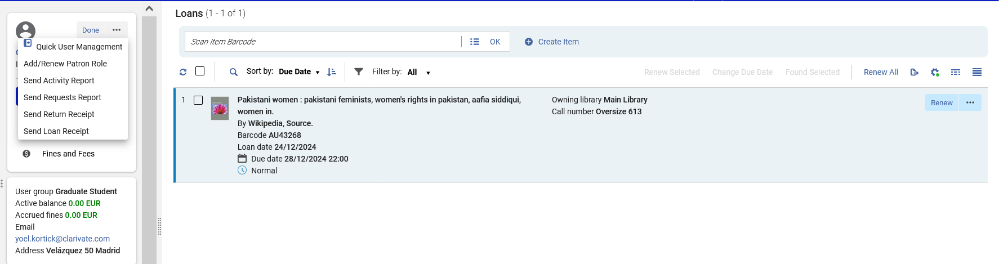 Done
Quick User Management
Add/Renew Patron Role
Send Activity Report
Send Requests Report
Send Return Receipt
Send Loan Receipt
Fines and Fees
User group Graduate Student
Active balance 0.00 EUR
Accrued fines 0.00 EUR
Email
yoel.kortick@clarivate.com
Address Velázquez 50 Madrid
Loans (1 - 1 of 1)
Scan Item Barcode
OK
Create Item
Sort by: Due Date
Filter by: All
Renew Selected
Change Due Date
Found Selected
Renew All
1
Pakistani women : pakistani feminists, women's rights in pakistan, aafia siddiqui,
women in.
By Wikipedia, Source.
Barcode AU43268
Loan date 24/12/2024
Due date 28/12/2024 22:00
Normal
Owning library Main Library
Call number Oversize 613
Renew